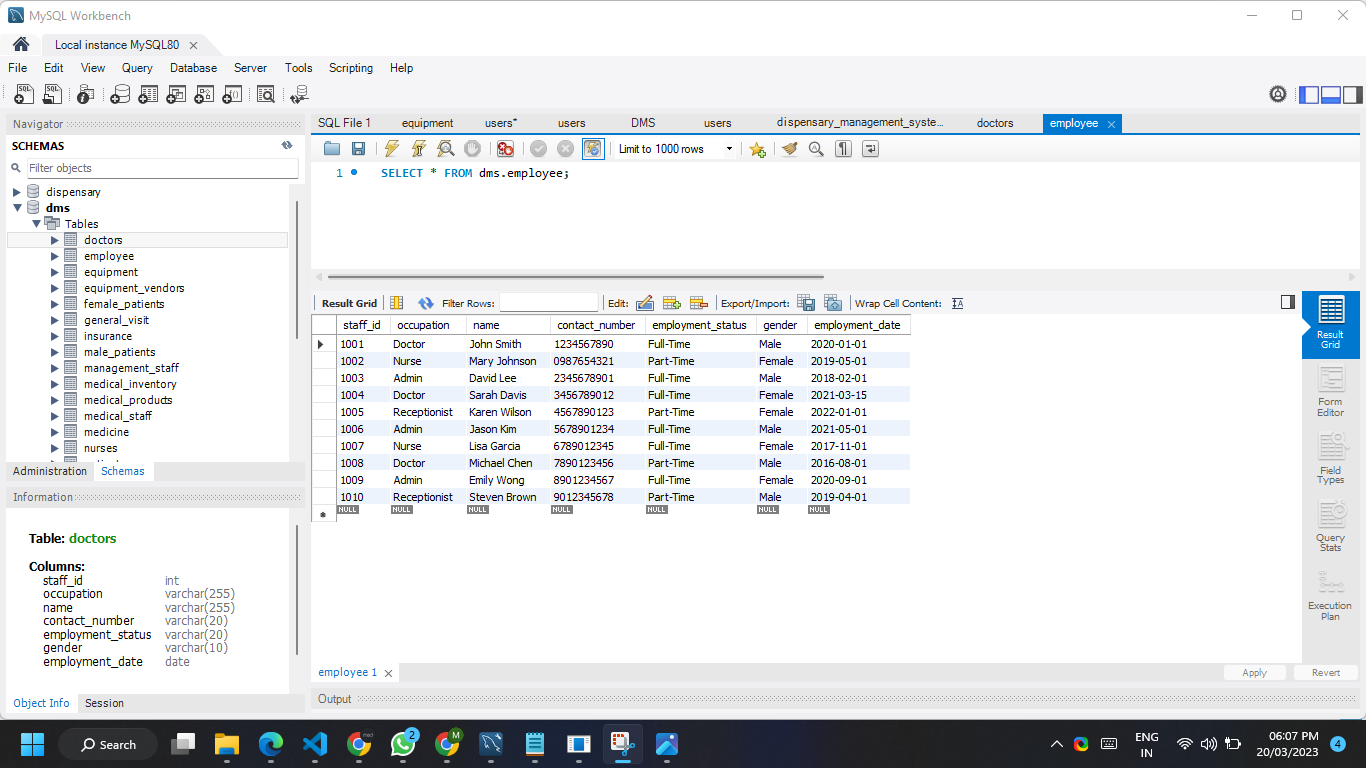 MySQL Workbench
Local instance MySQL80
File Edit View Query Database Server Tools Scripting Help
Navigator
SCHEMAS
Filter objects
dispensary
dms
Tables
doctors
employee
equipment
equipment_vendors
female_patients
general_visit
insurance
male_patients
management_staff
medical_inventory
medical_products
medical_staff
medicine
nurses
Administration Schemas
Information
Table: doctors
Columns:
staff_id int
occupation varchar(255)
name varchar(255)
contact_number varchar(20)
employment_status varchar(20)
gender varchar(10)
employment_date date
Object Info Session
SQL File 1 equipment users* users DMS users dispensary_management_syste... doctors employee
Limit to 1000 rows
1 SELECT * FROM dms.employee;
Result Grid Filter Rows: Edit: Export/Import: Wrap Cell Content:
staff_id occupation name contact_number employment_status gender employment_date
1001 Doctor John Smith 1234567890 Full-Time Male 2020-01-01
1002 Nurse Mary Johnson 0987654321 Part-Time Female 2019-05-01
1003 Admin David Lee 2345678901 Full-Time Male 2018-02-01
1004 Doctor Sarah Davis 3456789012 Full-Time Female 2021-03-15
1005 Receptionist Karen Wilson 4567890123 Part-Time Female 2022-01-01
1006 Admin Jason Kim 5678901234 Full-Time Male 2021-05-01
1007 Nurse Lisa Garcia 6789012345 Full-Time Female 2017-11-01
1008 Doctor Michael Chen 7890123456 Part-Time Male 2016-08-01
1009 Admin Emily Wong 8901234567 Full-Time Female 2020-09-01
1010 Receptionist Steven Brown 9012345678 Part-Time Male 2019-04-01
NULL NULL NULL NULL NULL NULL NULL
Result
Grid
Form
Editor
Field
Types
Query
Stats
Execution
Plan
employee 1
Apply Revert
Output
Search
2
M
ENG
IN
06:07 PM
20/03/2023
4